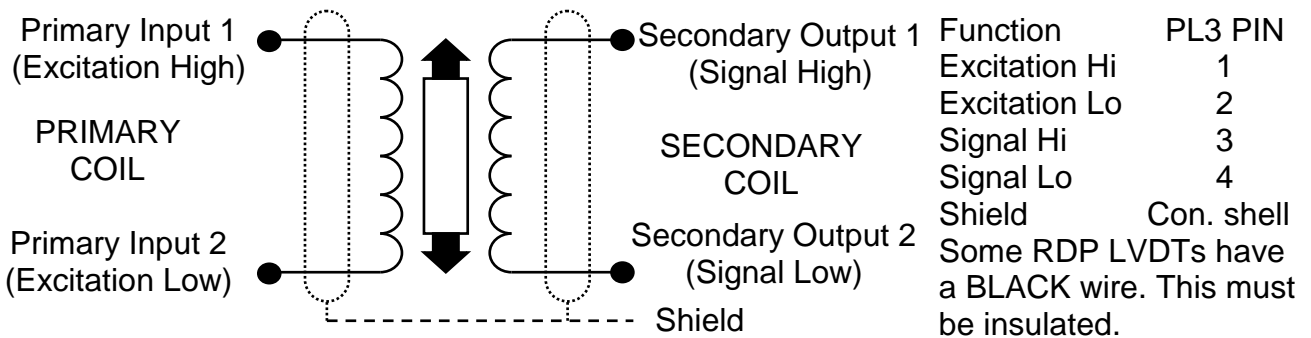 Primary Input 1
(Excitation High)
PRIMARY
COIL
Primary Input 2
(Excitation Low)
Secondary Output 1
(Signal High)
SECONDARY
COIL
Secondary Output 2
(Signal Low)
Shield
Function PL3 PIN
Excitation Hi 1
Excitation Lo 2
Signal Hi 3
Signal Lo 4
Shield Con. shell
Some RDP LVDTs have
a BLACK wire. This must
be insulated.